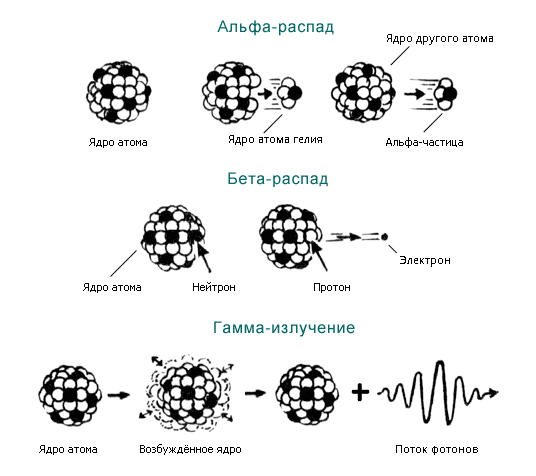 Альфа-распад
Ядро другого атома
Ядро атома
Ядро атома гелия
Альфа-частица
Бета-распад
Ядро атома
Нейтрон
Протон
Электрон
Гамма-излучение
Ядро атома
Возбуждённое ядро
Поток фотонов